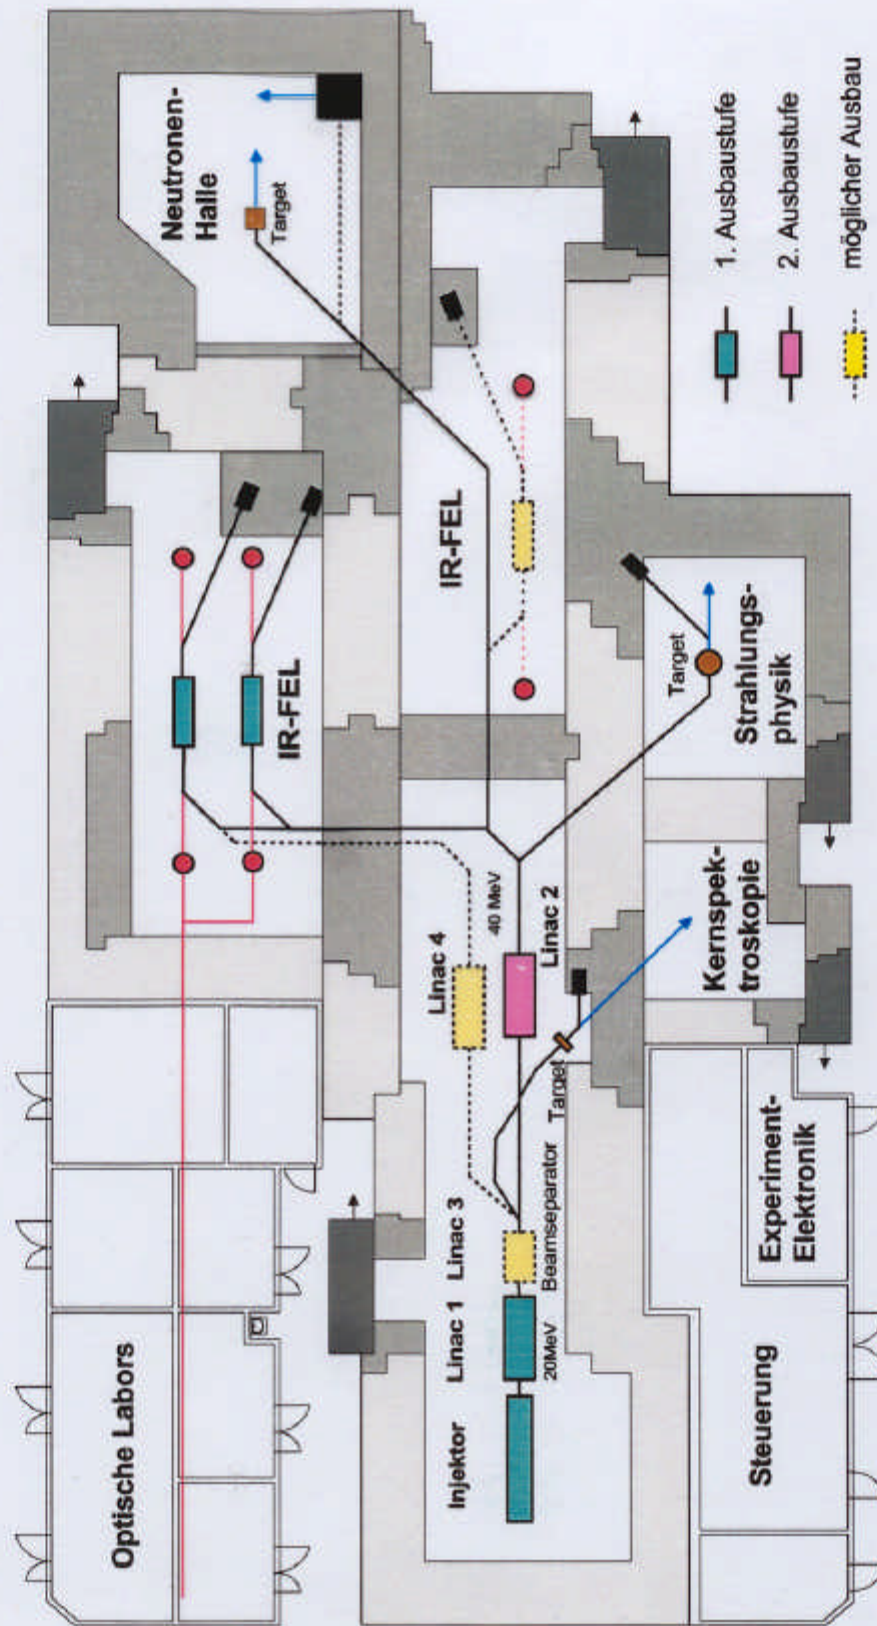 Neutronen-
Halle
Target
IR-FEL
IR-FEL
Target
Strahlungs-
physik
Kernspek-
troskopie
40 MeV
Linac 4
Linac 2
Target
Optische Labors
Injektor
Linac 1
Linac 3
20MeV
Beamseparator
Experiment-
Elektronik
Steuerung
1. Ausbaustufe
2. Ausbaustufe
möglicher Ausbau